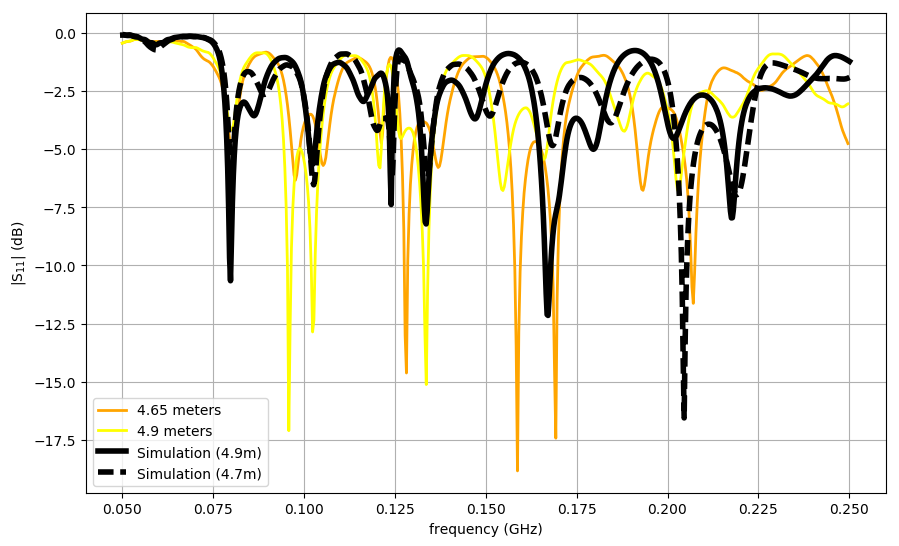 0.0
−2.5
−5.0
−7.5
−10.0
−12.5
−15.0
−17.5
|S11| (dB)
4.65 meters
4.9 meters
Simulation (4.9m)
Simulation (4.7m)
0.050 0.075 0.100 0.125 0.150 0.175 0.200 0.225 0.250
frequency (GHz)